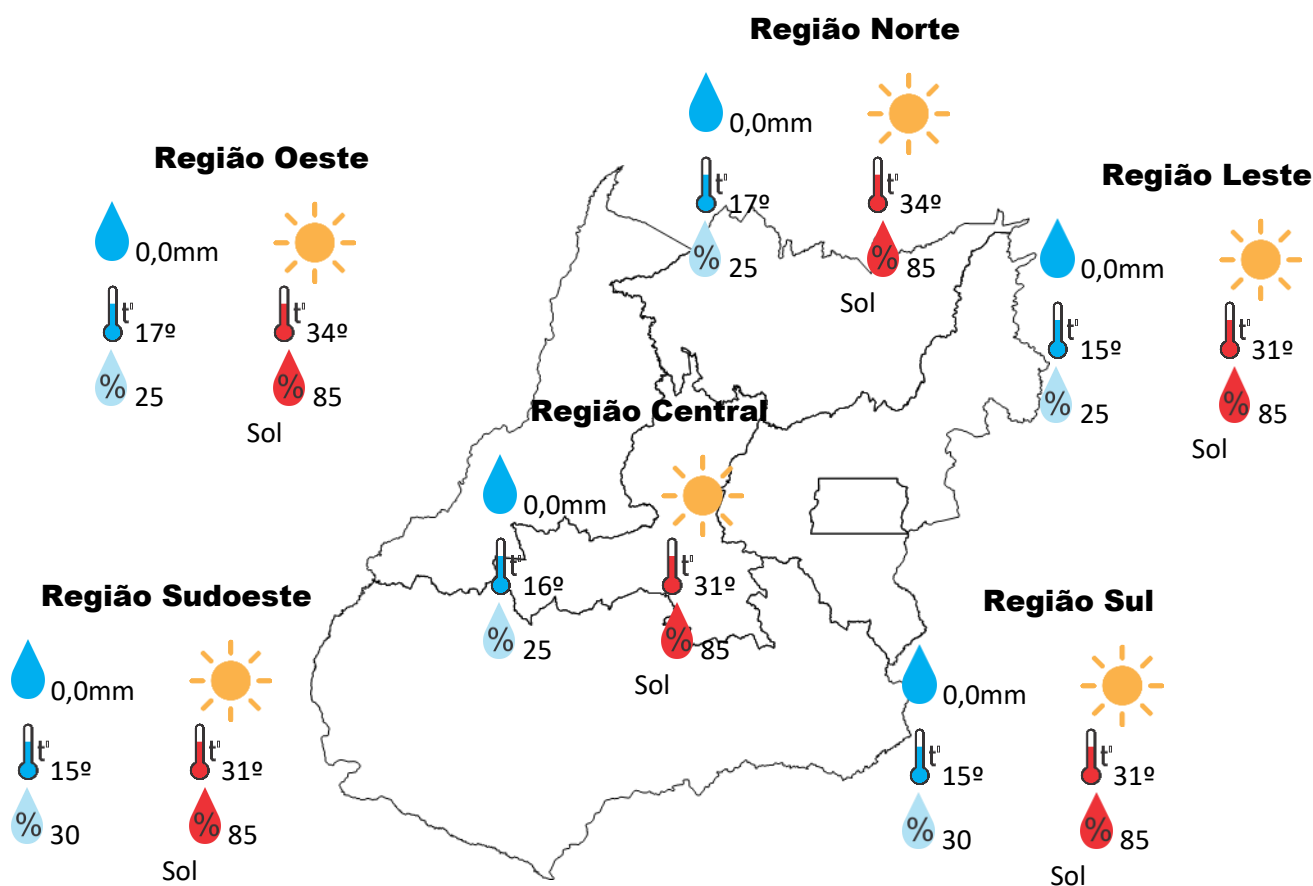 Região Norte
0,0mm
t°
17º
t°
34º
%
25
%
85
Sol
Região Oeste
0,0mm
t°
17º
t°
34º
%
25
%
85
Sol
Região Leste
0,0mm
t°
15º
t°
31º
%
25
%
85
Sol
Região Central
0,0mm
t°
16º
t°
31º
%
25
%
85
Sol
Região Sudoeste
0,0mm
t°
15º
t°
31º
%
30
%
85
Sol
Região Sul
0,0mm
t°
15º
t°
31º
%
30
%
85
Sol